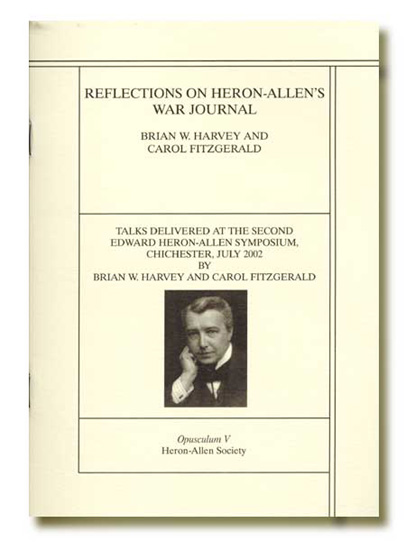 REFLECTIONS ON HERON-ALLEN'S
WAR JOURNAL
BRIAN W. HARVEY AND
CAROL FITZGERALD
TALKS DELIVERED AT THE SECOND
EDWARD HERON-ALLEN SYMPOSIUM,
CHICHESTER, JULY 2002
BY
BRIAN W. HARVEY AND CAROL FITZGERALD
Opusculum V
Heron-Allen Society